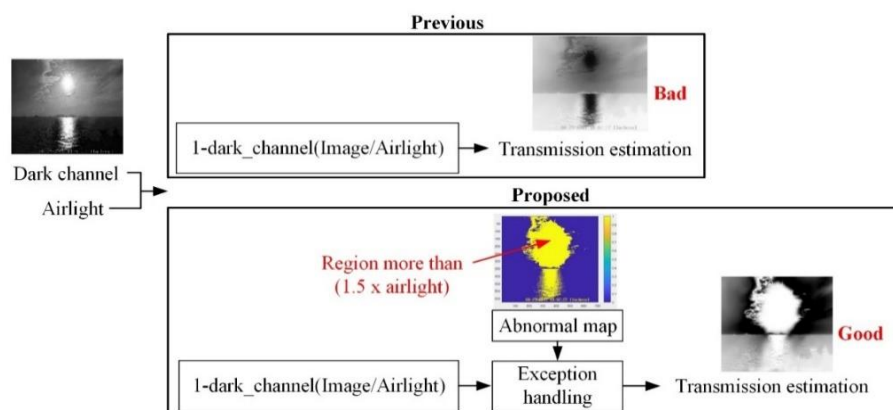 Previous
Bad
1-dark_channel(Image/Airlight)
Transmission estimation
Dark channel
Airlight
Proposed
Region more than
(1.5 x airlight)
Abnormal map
Good
1-dark_channel(Image/Airlight)
Exception
handling
Transmission estimation